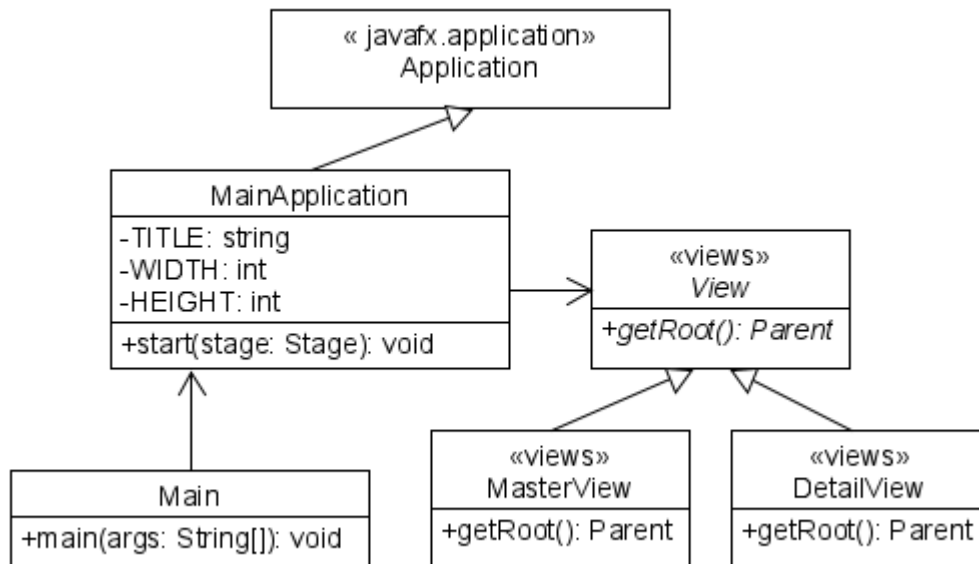 « javafx.application»
Application
MainApplication
-TITLE: string
-WIDTH: int
-HEIGHT: int
+start(stage: Stage): void
«views»
View
+getRoot(): Parent
Main
+main(args: String[]): void
«views»
MasterView
+getRoot(): Parent
«views»
DetailView
+getRoot(): Parent